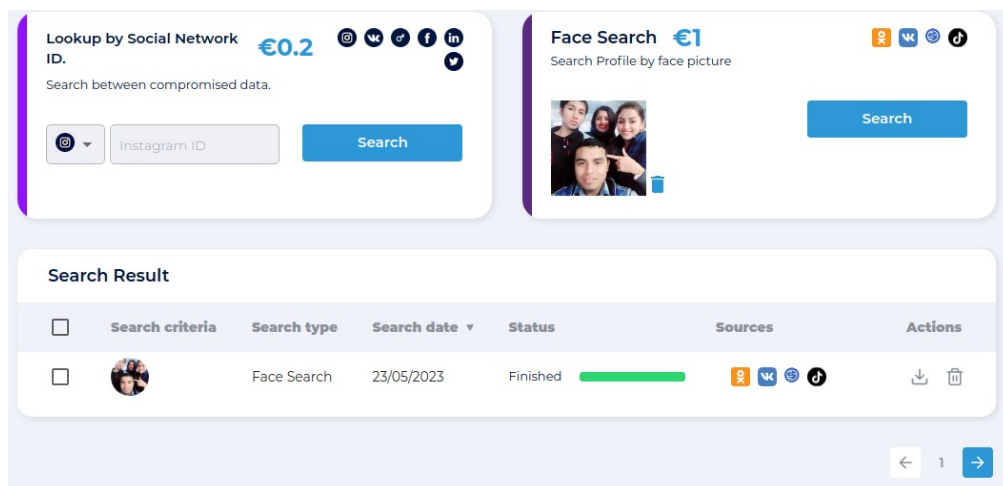 Lookup by Social Network
ID.
€0.2
Search between compromised data.
Instagram ID
Search
Face Search €1
Search Profile by face picture
Search
Search Result
Search criteria Search type Search date ▼ Status Sources Actions
Face Search 23/05/2023 Finished
1